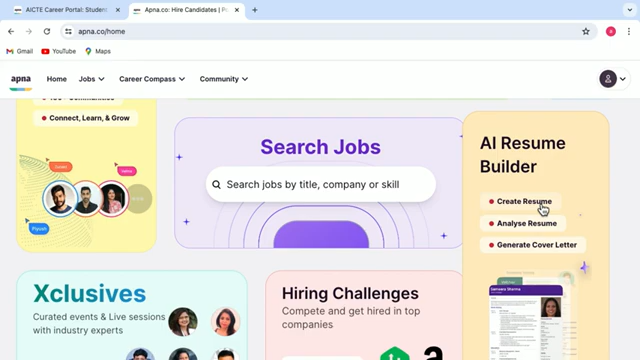 AICTE Career Portal: Student
Apna.co: Hire Candidates | P
apna.co/home
Gmail
YouTube
Maps
apna
Home
Jobs
Career Compass
Community
Connect, Learn, & Grow
Piyush
Search Jobs
Search jobs by title, company or skill
AI Resume
Builder
Create Resume
Analyse Resume
Generate Cover Letter
Sameera Sharma
Xclusives
Curated events & Live sessions
with industry experts
Hiring Challenges
Compete and get hired in top
companies